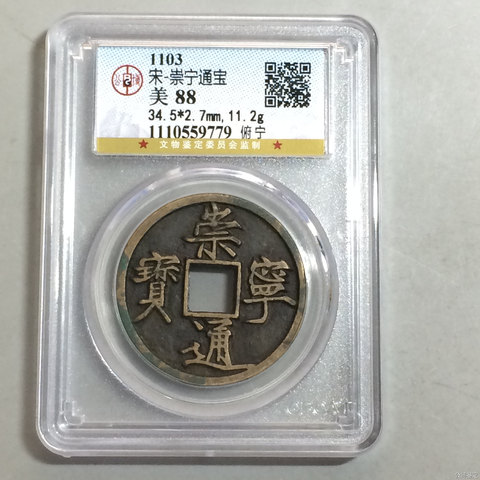 1103
宋·崇宁通宝
美 88
34.5*2.7mm,11.2g
1110559779 俯宁
★ 文物鉴定委员会监制 ★
崇
寧
通
寳